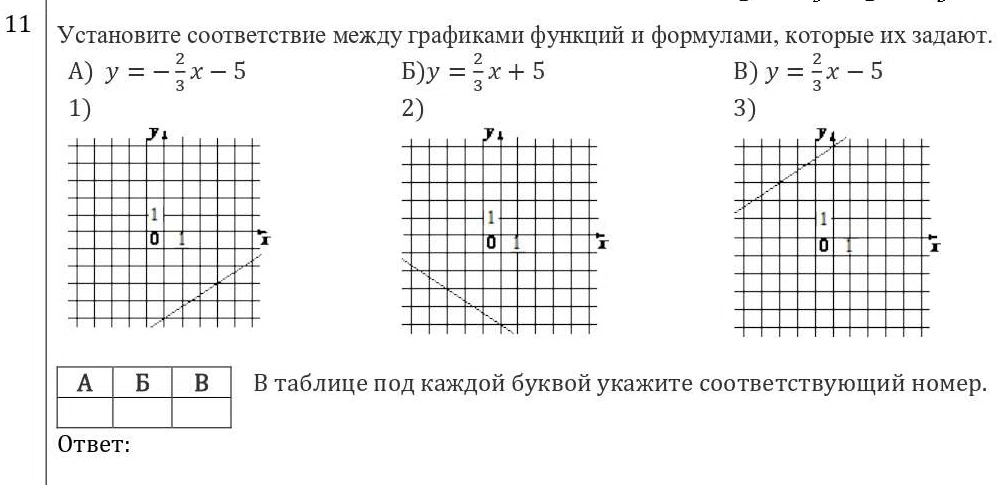 11
Установите соответствие между графиками функций и формулами, которые их задают.
А) y = −2/3x − 5 Б)y = 2/3x + 5 В) y = 2/3x − 5
1) 2) 3)
y y y
1 1 1
0 1 x 0 1 x 0 1 x
А Б В
В таблице под каждой буквой укажите соответствующий номер.
Ответ: